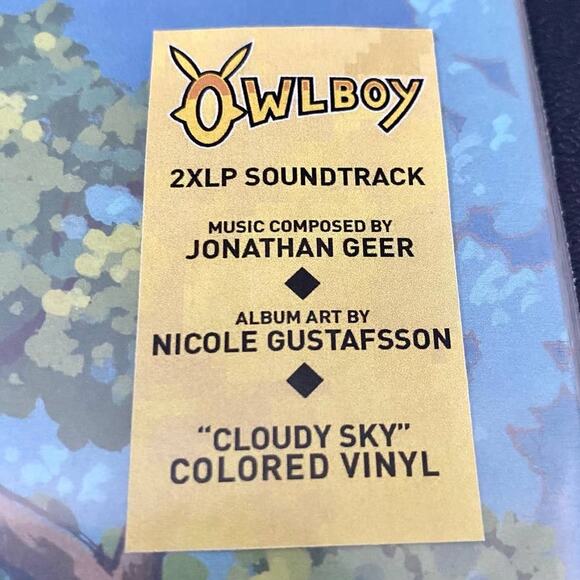 OWLBOY
2XLP SOUNDTRACK
MUSIC COMPOSED BY
JONATHAN GEER
ALBUM ART BY
NICOLE GUSTAFSSON
“CLOUDY SKY”
COLORED VINYL